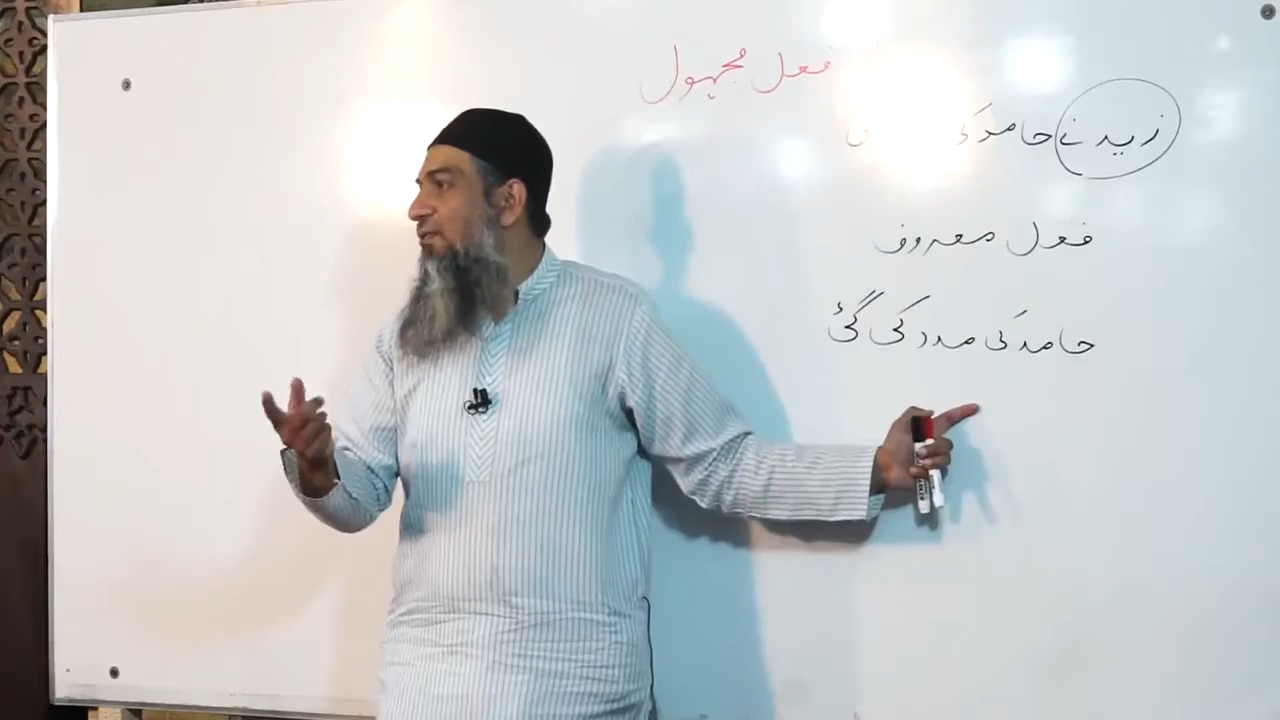 فعل مجہول
زید نے حامد کی
فعل معروف
حامد کی مدد کی گئی